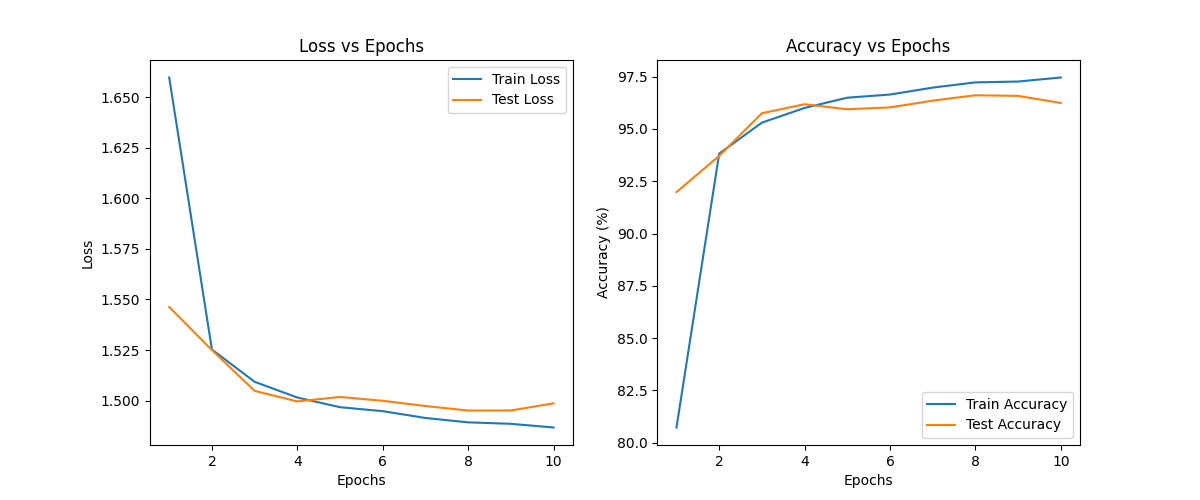 Loss vs Epochs
Train Loss
Test Loss
1.650
1.625
1.600
1.575
1.550
1.525
1.500
Loss
2 4 6 8 10
Epochs
Accuracy vs Epochs
97.5
95.0
92.5
90.0
87.5
85.0
82.5
80.0
Accuracy (%)
Train Accuracy
Test Accuracy
2 4 6 8 10
Epochs